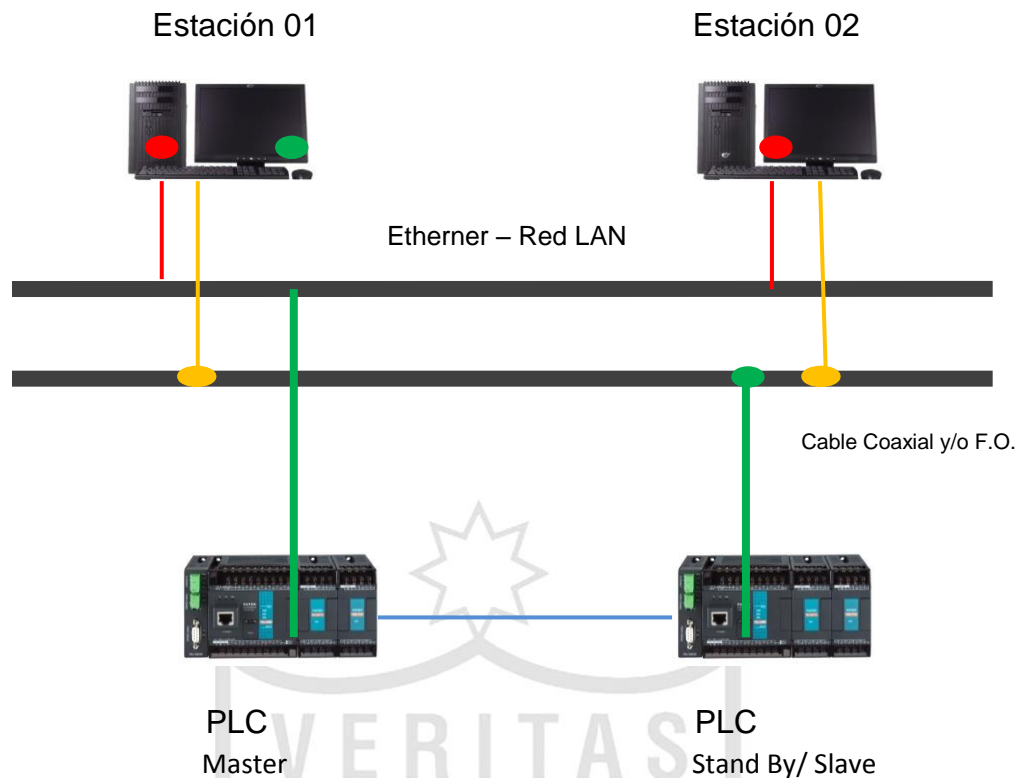 Estación 01
Estación 02
Etherner – Red LAN
Cable Coaxial y/o F.O.
VERITAS
PLC
Master
PLC
Stand By/ Slave